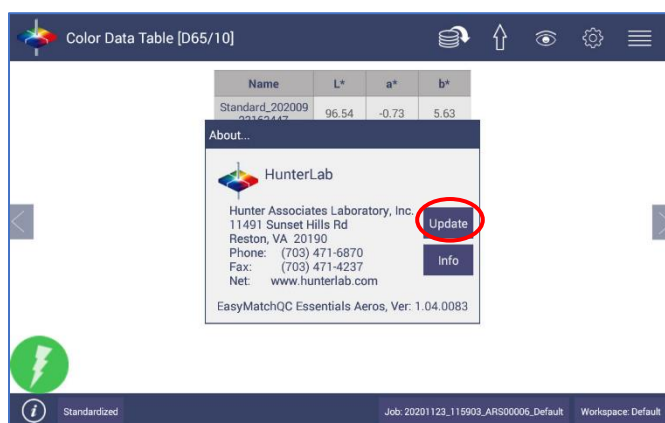 Color Data Table [D65/10]
Name L* a* b*
Standard_202009 96.54 -0.73 5.63
About...
HunterLab
Hunter Associates Laboratory, Inc.
11491 Sunset Hills Rd
Reston, VA 20190
Phone: (703) 471-6870
Fax: (703) 471-4237
Net: www.hunterlab.com
Update
Info
EasyMatchQC Essentials Aeros, Ver: 1.04.0083
i Standardized Job: 20201123_115903_ARS00006_Default Workspace: Default